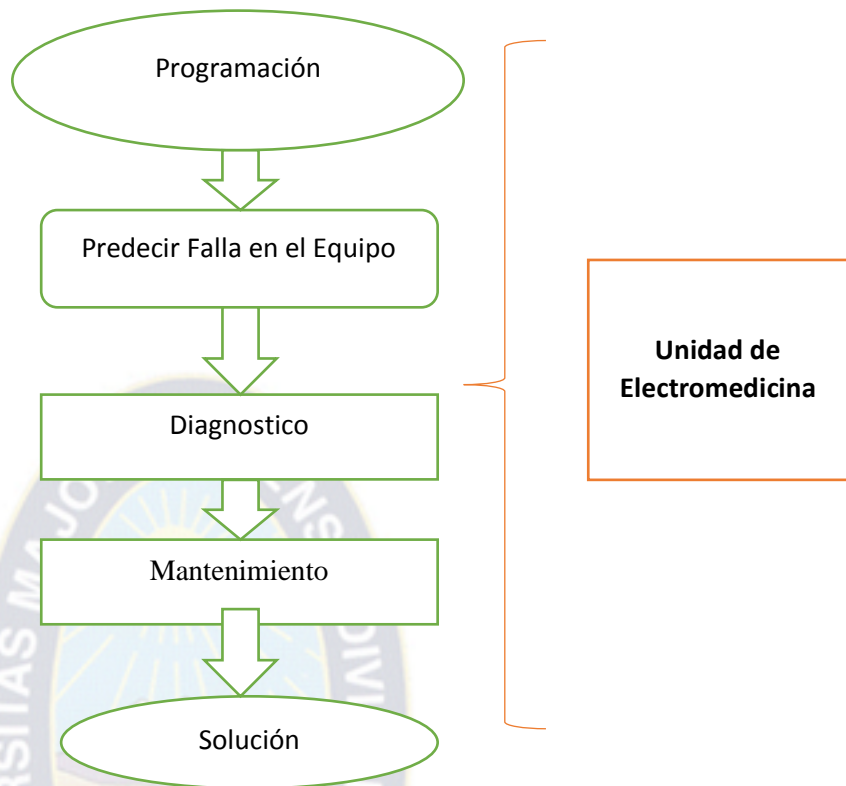 Programación
Predecir Falla en el Equipo
Unidad de
Electromedicina
Diagnostico
Mantenimiento
Solución